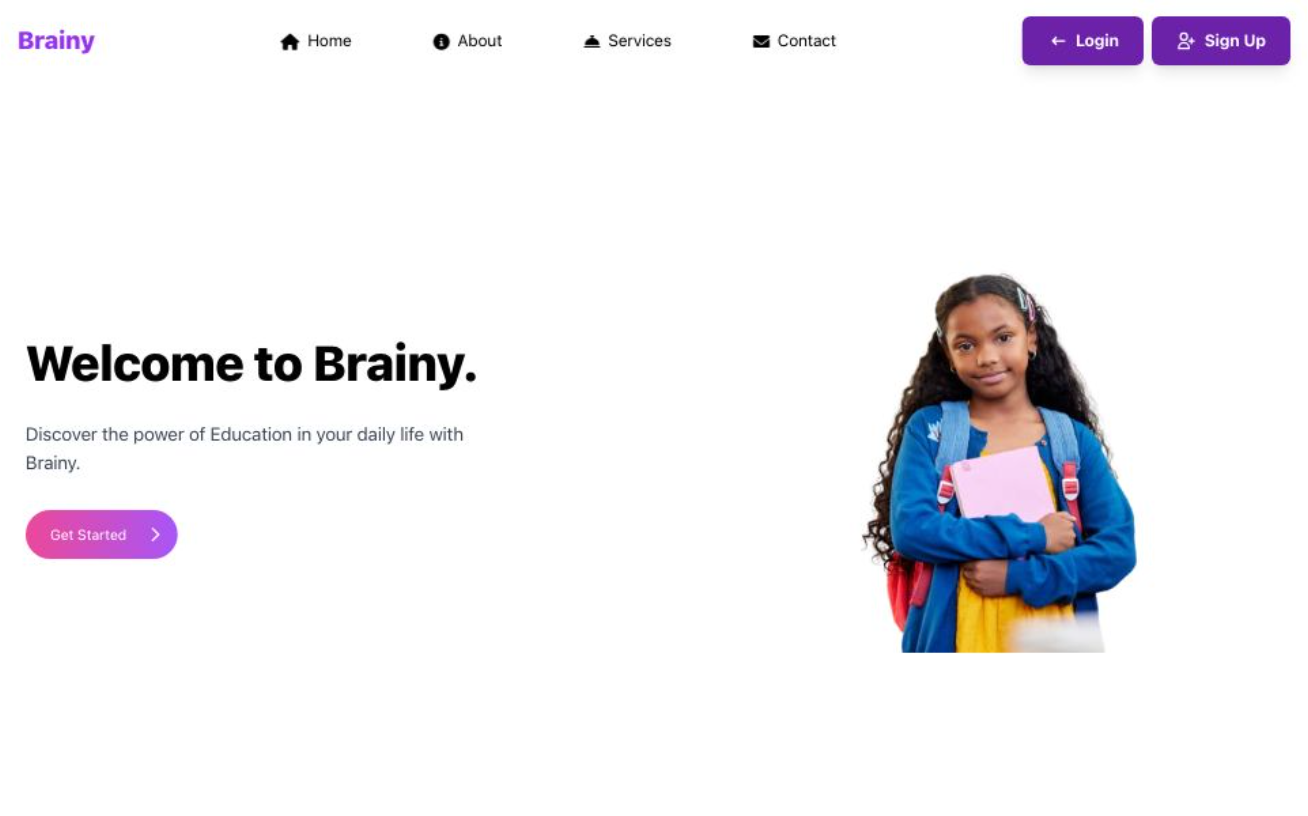 Brainy
Home
About
Services
Contact
Login
Sign Up
Welcome to Brainy.
Discover the power of Education in your daily life with
Brainy.
Get Started